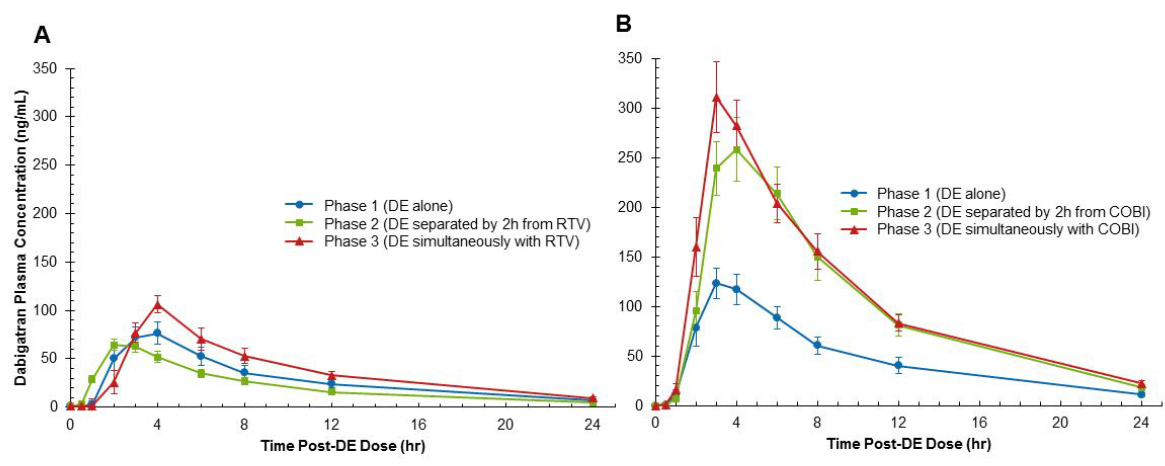 A
350
300
250
200
150
100
50
0
Dabigatran Plasma Concentration (ng/mL)
Phase 1 (DE alone)
Phase 2 (DE separated by 2h from RTV)
Phase 3 (DE simultaneously with RTV)
0 4 8 12 16 20 24
Time Post-DE Dose (hr)
B
350
300
250
200
150
100
50
0
Phase 1 (DE alone)
Phase 2 (DE separated by 2h from COBI)
Phase 3 (DE simultaneously with COBI)
0 4 8 12 16 20 24
Time Post-DE Dose (hr)